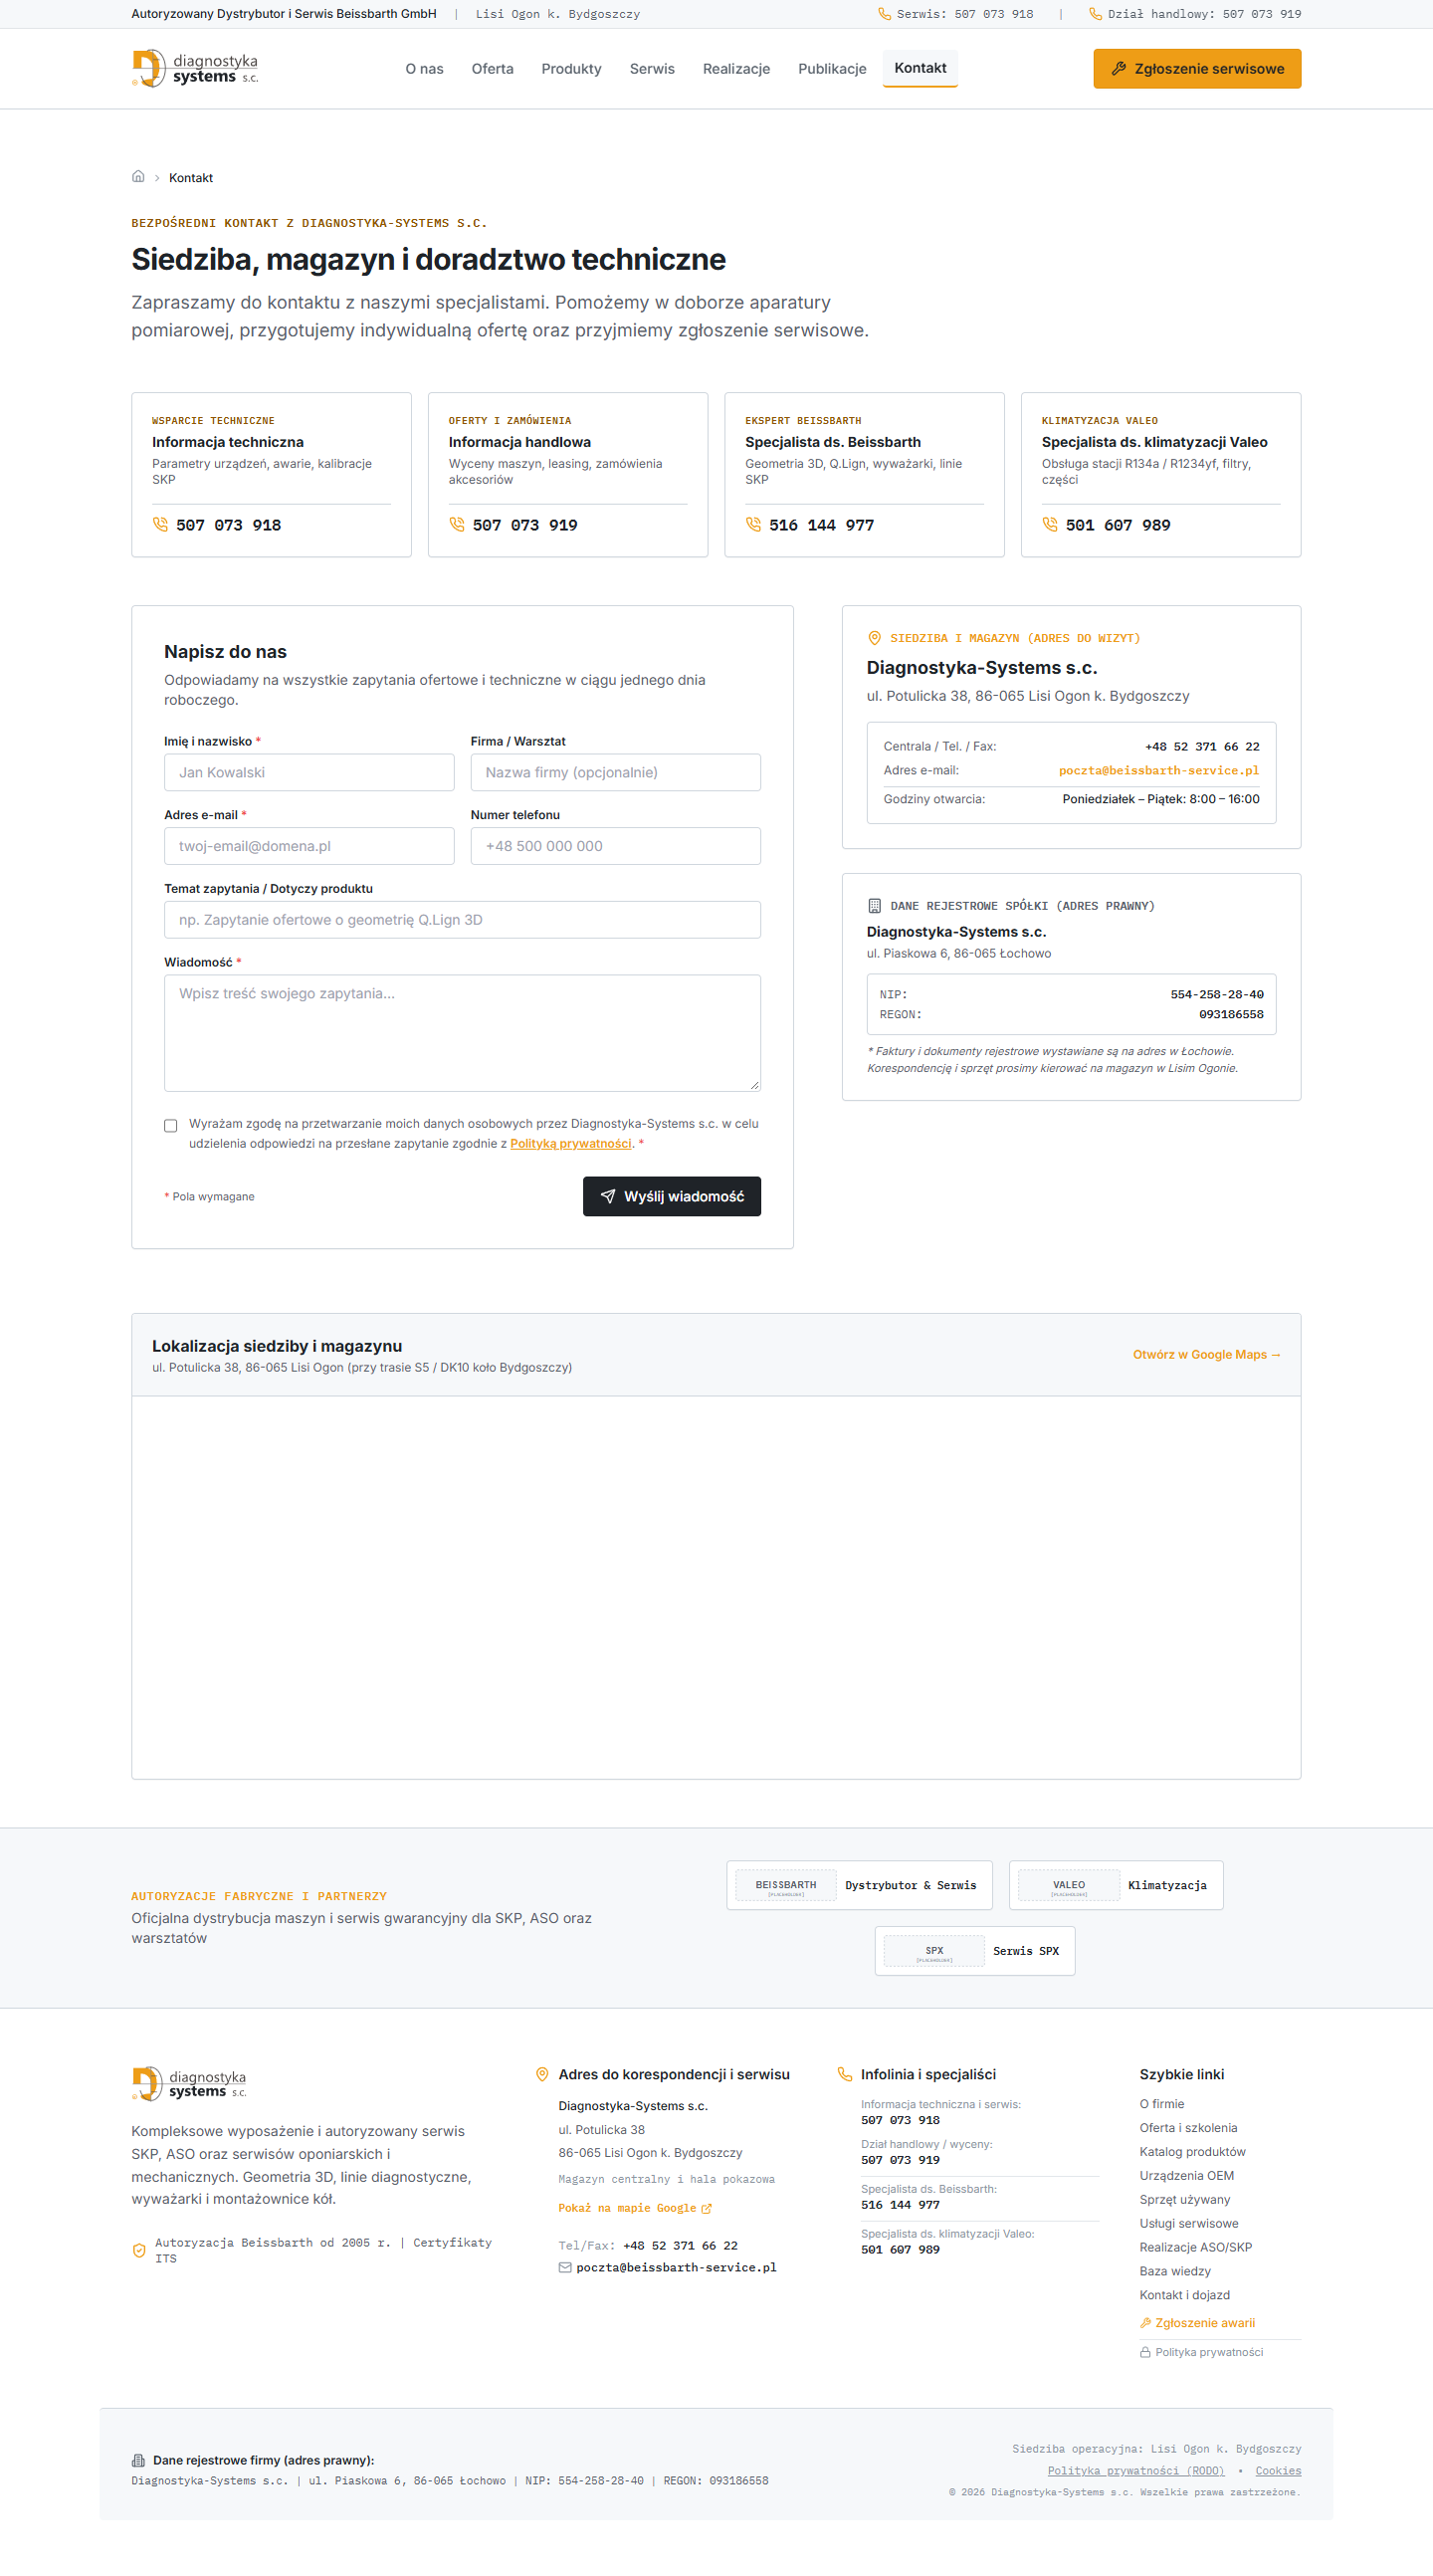 Autoryzowany Dystrybutor i Serwis Beissbarth GmbH | Lisi Ogon k. Bydgoszczy
Serwis: 507 073 918 | Dział handlowy: 507 073 919
diagnostyka
systems s.c.
O nas Oferta Produkty Serwis Realizacje Publikacje Kontakt
Zgłoszenie serwisowe
Kontakt
BEZPOŚREDNI KONTAKT Z DIAGNOSTYKA-SYSTEMS S.C.
Siedziba, magazyn i doradztwo techniczne
Zapraszamy do kontaktu z naszymi specjalistami. Pomożemy w doborze aparatury
pomiarowej, przygotujemy indywidualną ofertę oraz przyjmiemy zgłoszenie serwisowe.
WSPARCIE TECHNICZNE
Informacja techniczna
Parametry urządzeń, awarie, kalibracje
SKP
507 073 918
OFERTY I ZAMÓWIENIA
Informacja handlowa
Wyceny maszyn, leasing, zamówienia
akcesoriów
507 073 919
EKSPERT BEISSBARTH
Specjalista ds. Beissbarth
Geometria 3D, Q.Lign, wyważarki, linie
SKP
516 144 977
KLIMATYZACJA VALEO
Specjalista ds. klimatyzacji Valeo
Obsługa stacji R134a / R1234yf, filtry,
części
501 607 989
Napisz do nas
Odpowiadamy na wszystkie zapytania ofertowe i techniczne w ciągu jednego dnia
roboczego.
Imię i nazwisko *
Jan Kowalski
Firma / Warsztat
Nazwa firmy (opcjonalnie)
Adres e-mail *
twoj-email@domena.pl
Numer telefonu
+48 500 000 000
Temat zapytania / Dotyczy produktu
np. Zapytanie ofertowe o geometrię Q.Lign 3D
Wiadomość *
Wpisz treść swojego zapytania...
Wyrażam zgodę na przetwarzanie moich danych osobowych przez Diagnostyka-Systems s.c. w celu
udzielenia odpowiedzi na przesłane zapytanie zgodnie z Polityką prywatności. *
* Pola wymagane
Wyślij wiadomość
SIEDZIBA I MAGAZYN (ADRES DO WIZYT)
Diagnostyka-Systems s.c.
ul. Potulicka 38, 86-065 Lisi Ogon k. Bydgoszczy
Centrala / Tel. / Fax: +48 52 371 66 22
Adres e-mail: poczta@beissbarth-service.pl
Godziny otwarcia: Poniedziałek – Piątek: 8:00 – 16:00
DANE REJESTROWE SPÓŁKI (ADRES PRAWNY)
Diagnostyka-Systems s.c.
ul. Piaskowa 6, 86-065 Łochowo
NIP: 554-258-28-40
REGON: 093186558
* Faktury i dokumenty rejestrowe wystawiane są na adres w Łochowie.
Korespondencję i sprzęt prosimy kierować na magazyn w Lisim Ogonie.
Lokalizacja siedziby i magazynu
ul. Potulicka 38, 86-065 Lisi Ogon (przy trasie S5 / DK10 koło Bydgoszczy)
Otwórz w Google Maps →
AUTORYZACJE FABRYCZNE I PARTNERZY
Oficjalna dystrybucja maszyn i serwis gwarancyjny dla SKP, ASO oraz
warsztatów
BEISSBARTH
[PLACEHOLDER]
Dystrybutor & Serwis
VALEO
[PLACEHOLDER]
Klimatyzacja
SPX
[PLACEHOLDER]
Serwis SPX
diagnostyka
systems s.c.
Kompleksowe wyposażenie i autoryzowany serwis
SKP, ASO oraz serwisów oponiarskich i
mechanicznych. Geometria 3D, linie diagnostyczne,
wyważarki i montażownice kół.
Autoryzacja Beissbarth od 2005 r. | Certyfikaty
ITS
Adres do korespondencji i serwisu
Diagnostyka-Systems s.c.
ul. Potulicka 38
86-065 Lisi Ogon k. Bydgoszczy
Magazyn centralny i hala pokazowa
Pokaż na mapie Google
Tel/Fax: +48 52 371 66 22
poczta@beissbarth-service.pl
Infolinia i specjaliści
Informacja techniczna i serwis:
507 073 918
Dział handlowy / wyceny:
507 073 919
Specjalista ds. Beissbarth:
516 144 977
Specjalista ds. klimatyzacji Valeo:
501 607 989
Szybkie linki
O firmie
Oferta i szkolenia
Katalog produktów
Urządzenia OEM
Sprzęt używany
Usługi serwisowe
Realizacje ASO/SKP
Baza wiedzy
Kontakt i dojazd
Zgłoszenie awarii
Polityka prywatności
Dane rejestrowe firmy (adres prawny):
Diagnostyka-Systems s.c. | ul. Piaskowa 6, 86-065 Łochowo | NIP: 554-258-28-40 | REGON: 093186558
Siedziba operacyjna: Lisi Ogon k. Bydgoszczy
Polityka prywatności (RODO) • Cookies
© 2026 Diagnostyka-Systems s.c. Wszelkie prawa zastrzeżone.